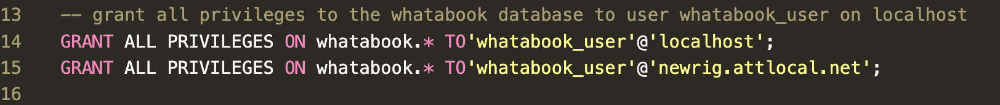 13 -- grant all privileges to the whatabook database to user whatabook_user on localhost
14 GRANT ALL PRIVILEGES ON whatabook.* TO'whatabook_user'@'localhost';
15 GRANT ALL PRIVILEGES ON whatabook.* TO'whatabook_user'@'newrig.attlocal.net';
16